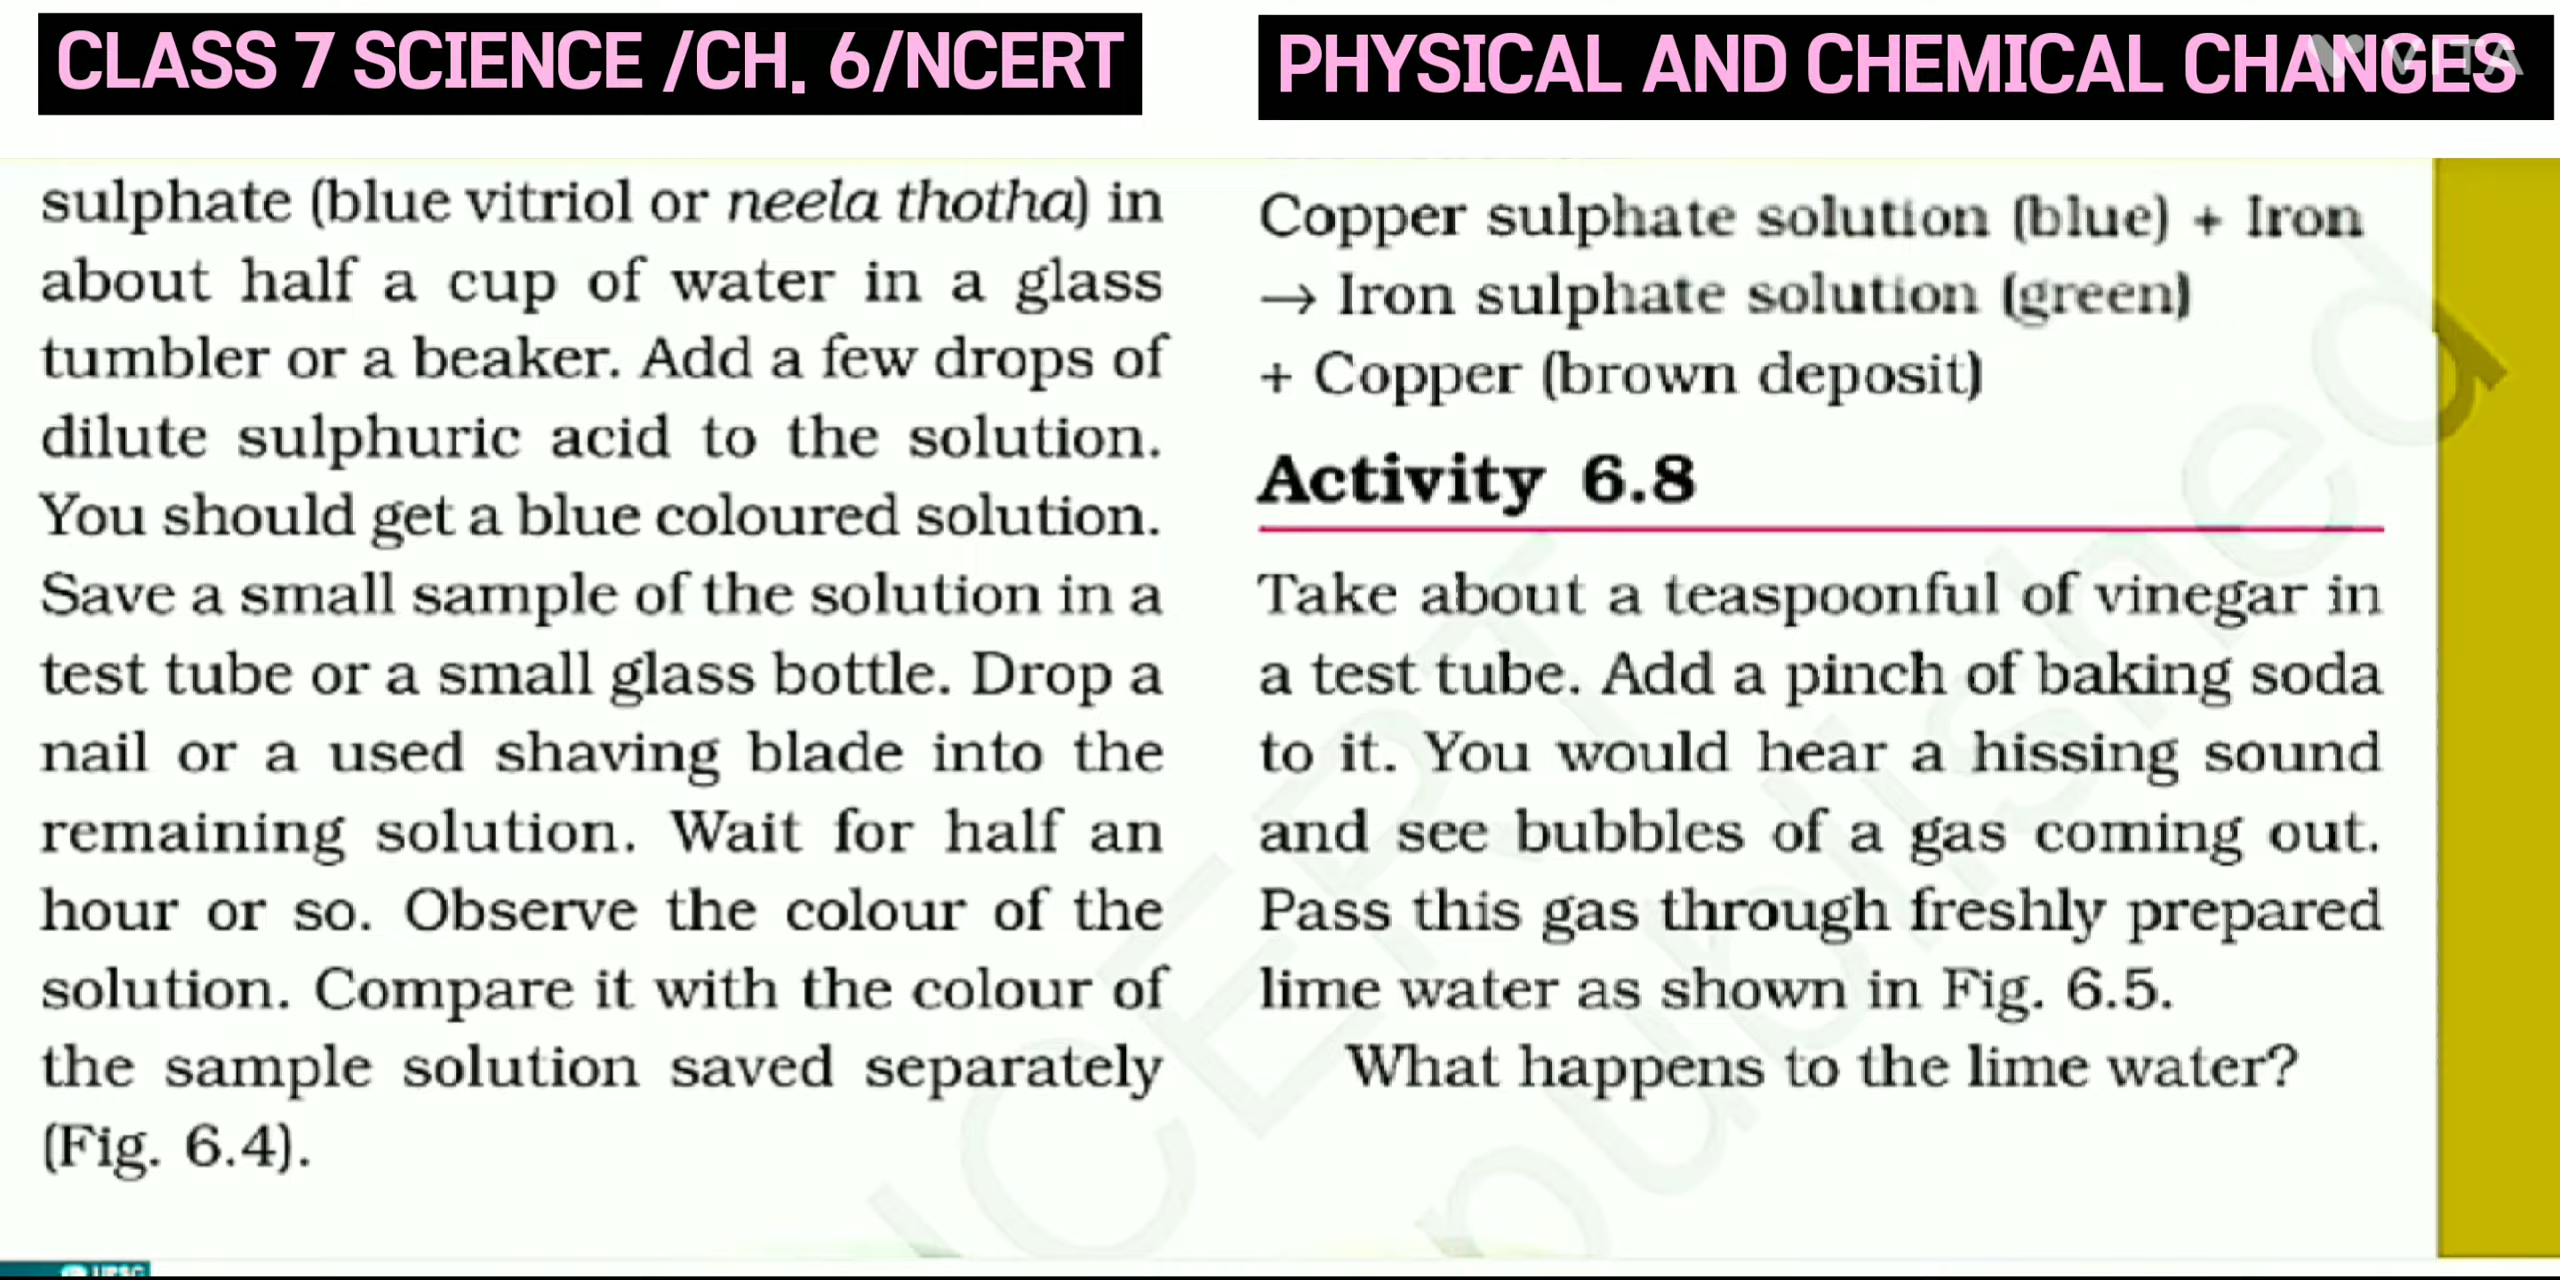 CLASS 7 SCIENCE /CH. 6/NCERT
PHYSICAL AND CHEMICAL CHANGES
VITA
sulphate (blue vitriol or neela thotha) in
about half a cup of water in a glass
tumbler or a beaker. Add a few drops of
dilute sulphuric acid to the solution.
You should get a blue coloured solution.
Save a small sample of the solution in a
test tube or a small glass bottle. Drop a
nail or a used shaving blade into the
remaining solution. Wait for half an
hour or so. Observe the colour of the
solution. Compare it with the colour of
the sample solution saved separately
(Fig. 6.4).
Copper sulphate solution (blue) + Iron
→ Iron sulphate solution (green)
+ Copper (brown deposit)
Activity 6.8
Take about a teaspoonful of vinegar in
a test tube. Add a pinch of baking soda
to it. You would hear a hissing sound
and see bubbles of a gas coming out.
Pass this gas through freshly prepared
lime water as shown in Fig. 6.5.
What happens to the lime water?
NCERT
published